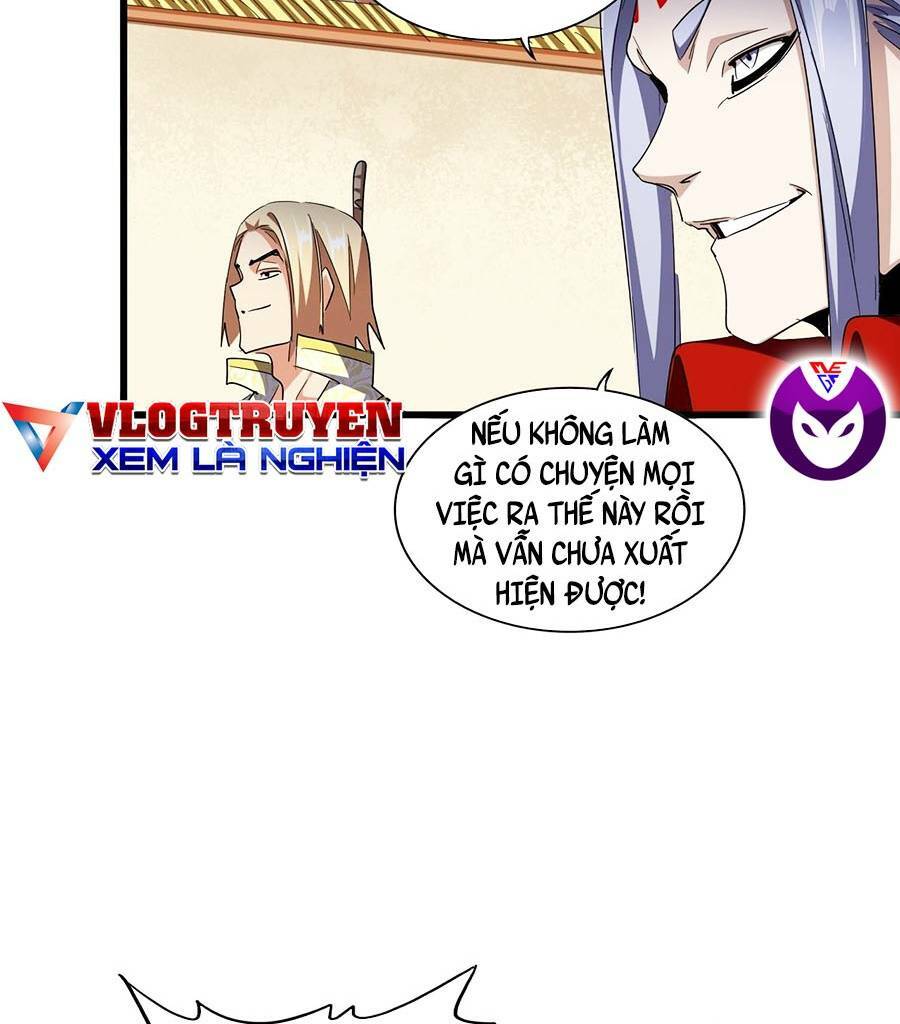 VLOGTRUYEN
XEM LÀ NGHIỆN
NẾU KHÔNG LÀM
GÌ CÓ CHUYỆN MỌI
VIỆC RA THẾ NÀY RỒI
MÀ VẪN CHƯA XUẤT
HIỆN ĐƯỢC!